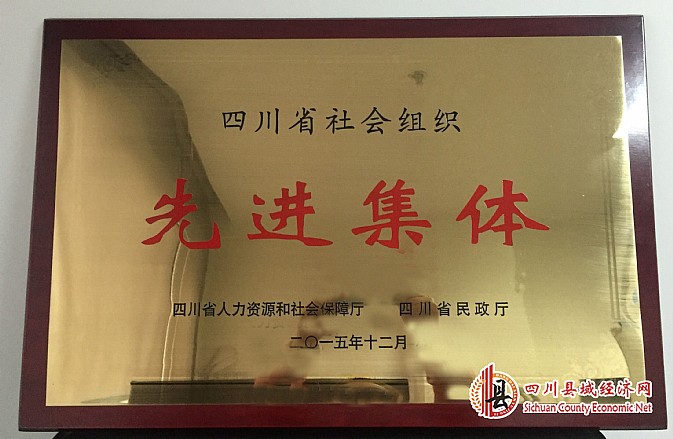 四川省社会组织
先进集体
四川省人力资源和社会保障厅 四川省民政厅
二〇一五年十二月
县 四川县域经济网
Sichuan County Economic Net